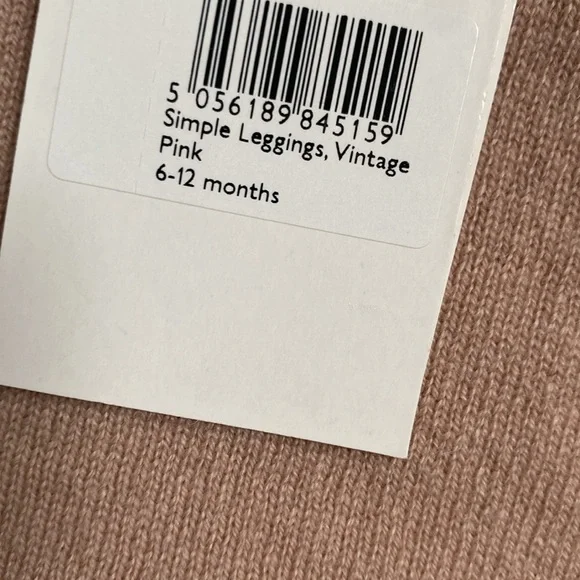 5 056189 845159
Simple Leggings, Vintage
Pink
6-12 months